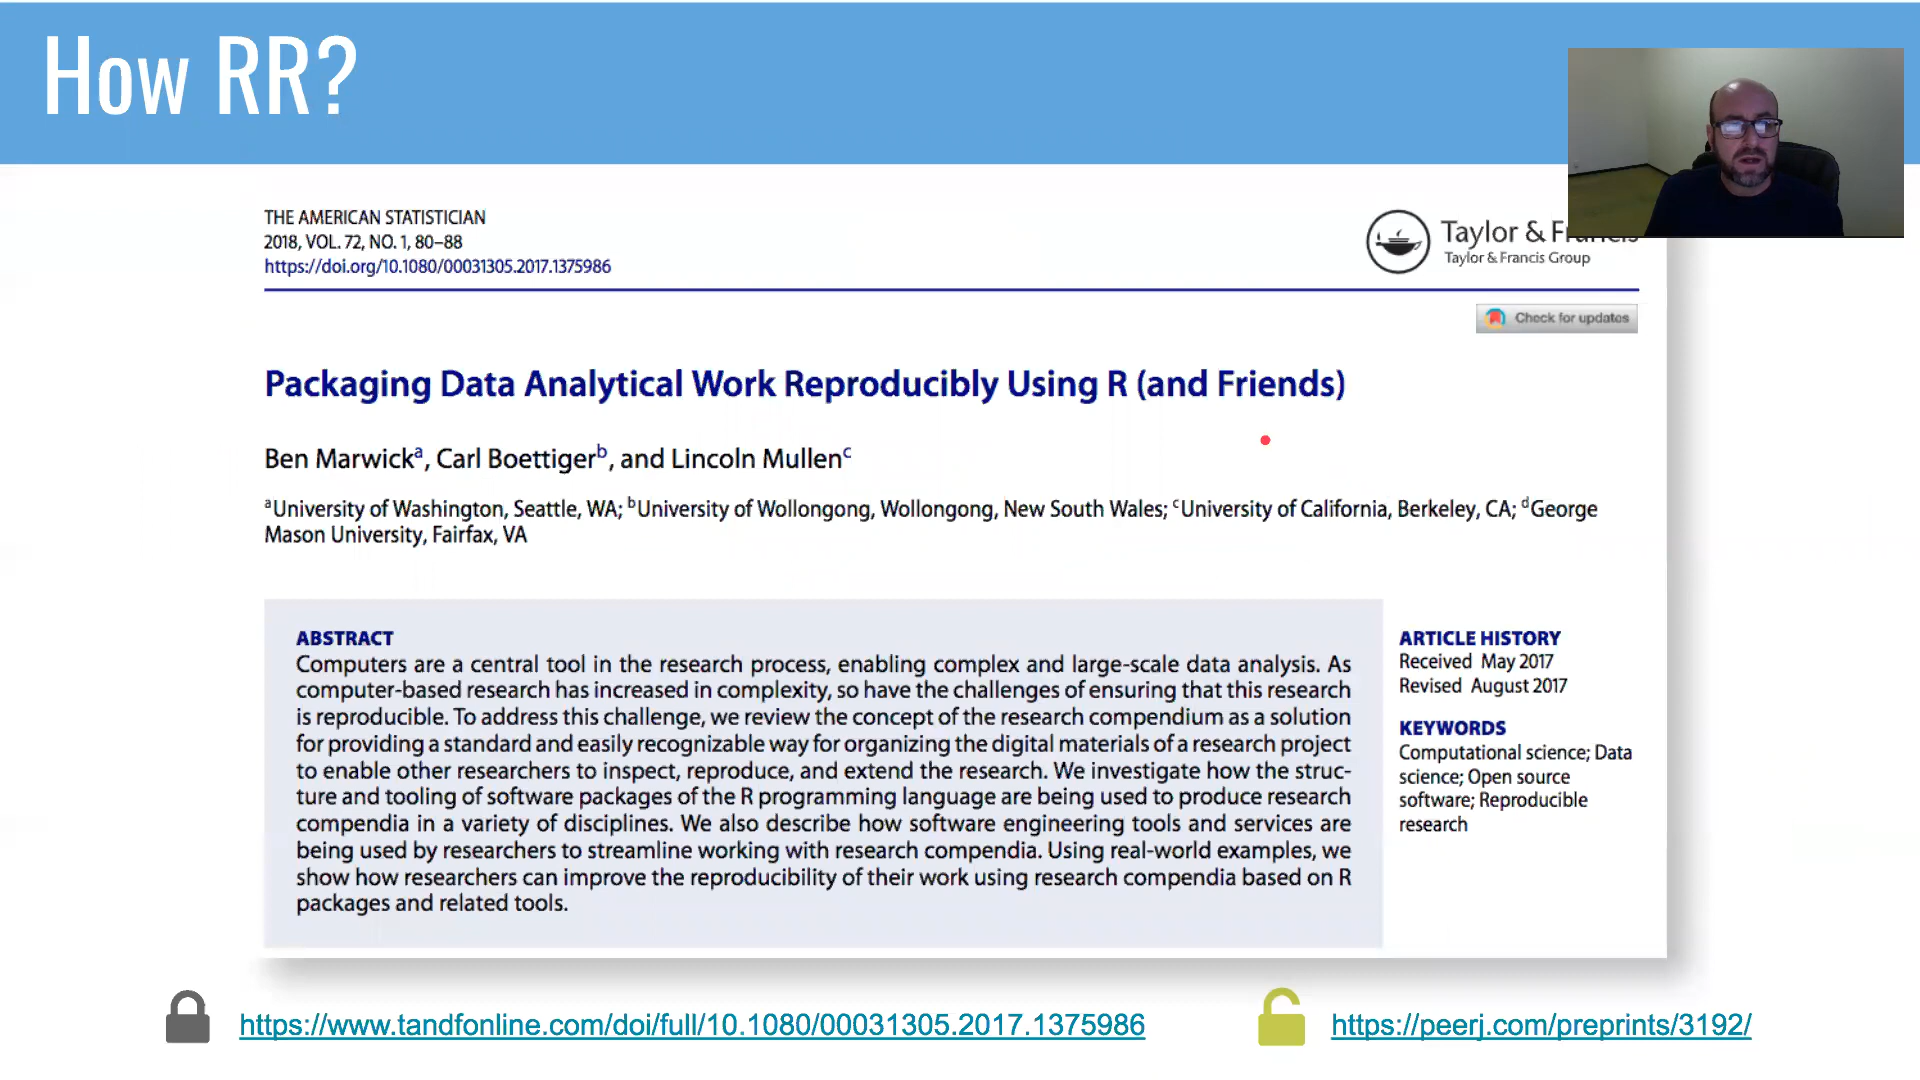 How RR?
THE AMERICAN STATISTICIAN
2018, VOL. 72, NO. 1, 80–88
https://doi.org/10.1080/00031305.2017.1375986
Taylor & Francis
Taylor & Francis Group
Check for updates
Packaging Data Analytical Work Reproducibly Using R (and Friends)
Ben Marwickᵃ, Carl Boettigerᵇ, and Lincoln Mullenᶜ
ᵃUniversity of Washington, Seattle, WA; ᵇUniversity of Wollongong, Wollongong, New South Wales; ᶜUniversity of California, Berkeley, CA; ᵈGeorge
Mason University, Fairfax, VA
ABSTRACT
Computers are a central tool in the research process, enabling complex and large-scale data analysis. As
computer-based research has increased in complexity, so have the challenges of ensuring that this research
is reproducible. To address this challenge, we review the concept of the research compendium as a solution
for providing a standard and easily recognizable way for organizing the digital materials of a research project
to enable other researchers to inspect, reproduce, and extend the research. We investigate how the struc-
ture and tooling of software packages of the R programming language are being used to produce research
compendia in a variety of disciplines. We also describe how software engineering tools and services are
being used by researchers to streamline working with research compendia. Using real-world examples, we
show how researchers can improve the reproducibility of their work using research compendia based on R
packages and related tools.
ARTICLE HISTORY
Received May 2017
Revised August 2017
KEYWORDS
Computational science; Data
science; Open source
software; Reproducible
research
https://www.tandfonline.com/doi/full/10.1080/00031305.2017.1375986
https://peerj.com/preprints/3192/